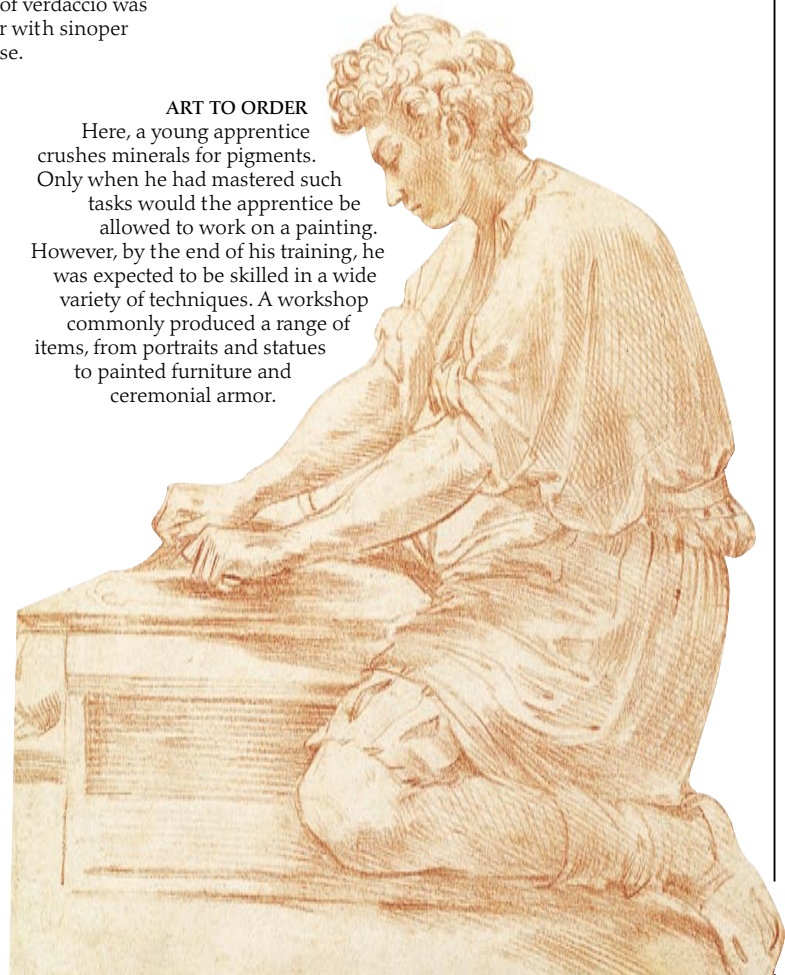 of verdaccio was
r with sinoper
se.
ART TO ORDER
Here, a young apprentice
crushes minerals for pigments.
Only when he had mastered such
tasks would the apprentice be
allowed to work on a painting.
However, by the end of his training, he
was expected to be skilled in a wide
variety of techniques. A workshop
commonly produced a range of
items, from portraits and statues
to painted furniture and
ceremonial armor.